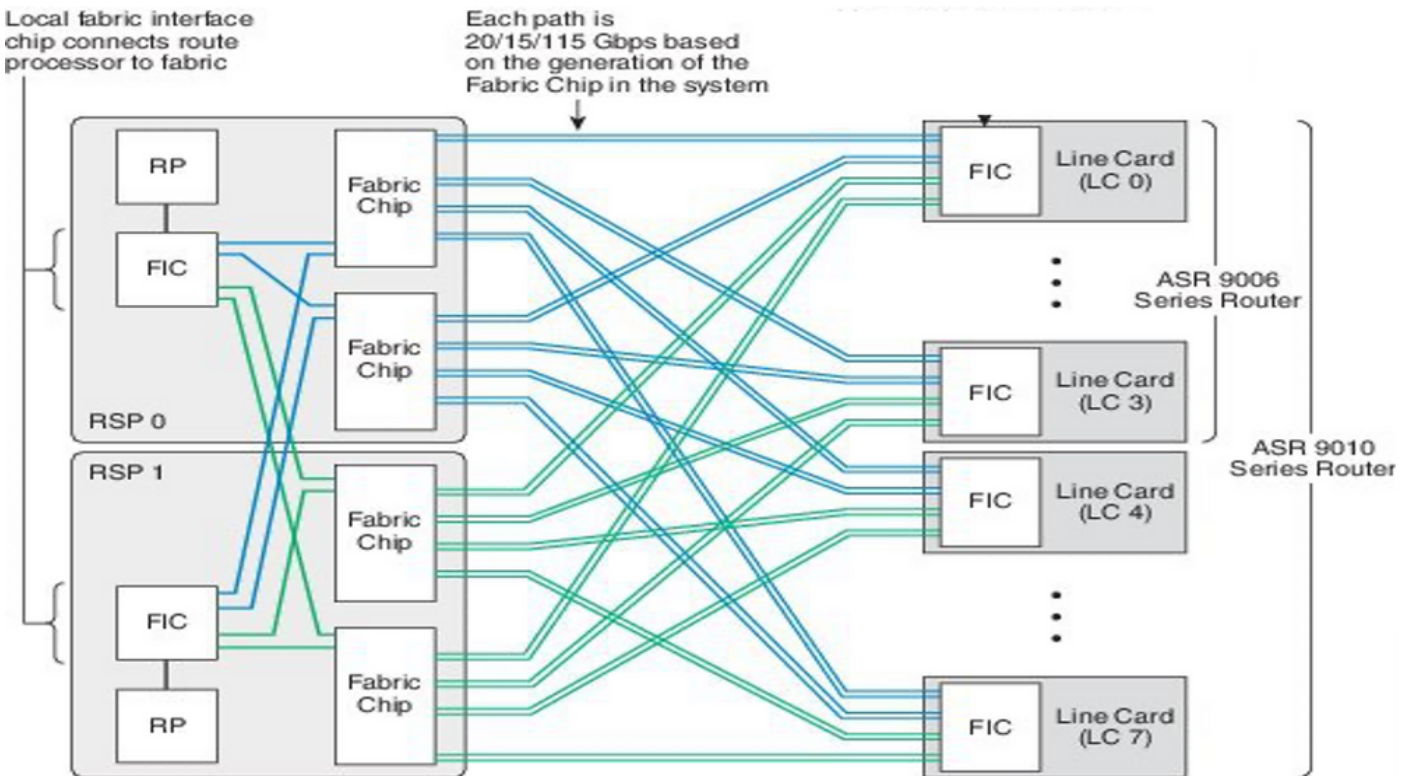 Local fabric interface
chip connects route
processor to fabric
Each path is
20/15/115 Gbps based
on the generation of the
Fabric Chip in the system
RP
FIC
Fabric
Chip
Fabric
Chip
RSP 0
RSP 1
Fabric
Chip
FIC
RP
Fabric
Chip
FIC
Line Card
(LC 0)
ASR 9006
Series Router
FIC
Line Card
(LC 3)
ASR 9010
Series Router
FIC
Line Card
(LC 4)
FIC
Line Card
(LC 7)